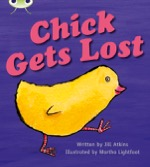 Chick
Gets Lost
Written by Jill Atkins
Illustrated by Martha Lightfoot